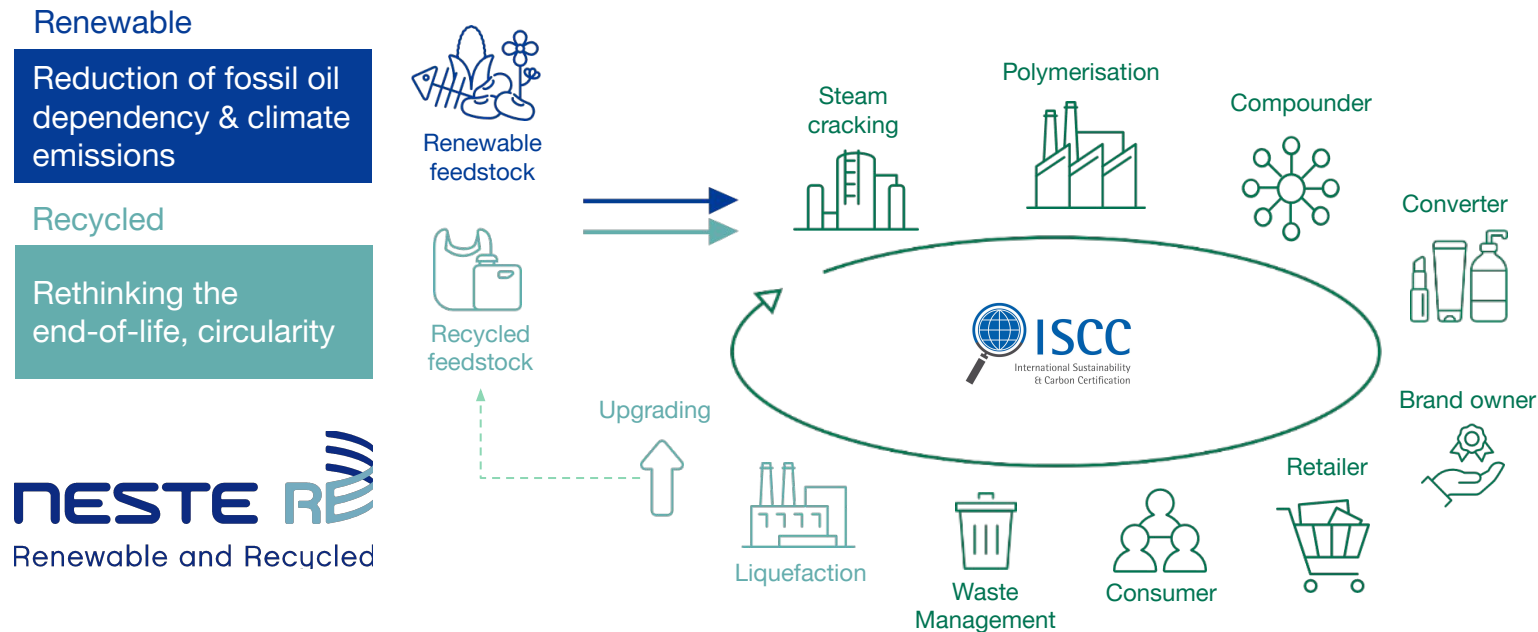 Renewable
Reduction of fossil oil
dependency & climate
emissions
Recycled
Rethinking the
end-of-life, circularity
NESTE RE
Renewable and Recycled
Renewable
feedstock
Recycled
feedstock
Upgrading
Liquefaction
Steam
cracking
Polymerisation
Compounder
Converter
Brand owner
Retailer
Consumer
Waste
Management
ISCC
International Sustainability
& Carbon Certification